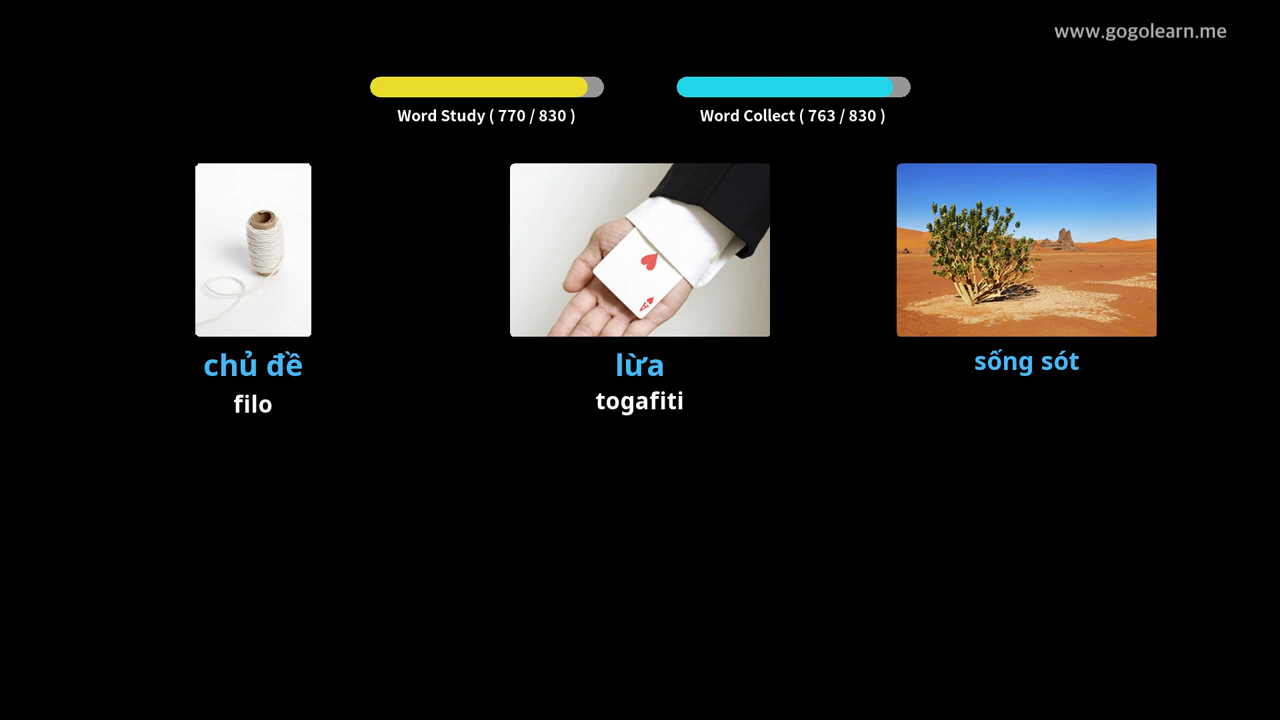 www.gogolearn.me
Word Study ( 770 / 830 )
Word Collect ( 763 / 830 )
chủ đề
filo
lừa
togafiti
sống sót